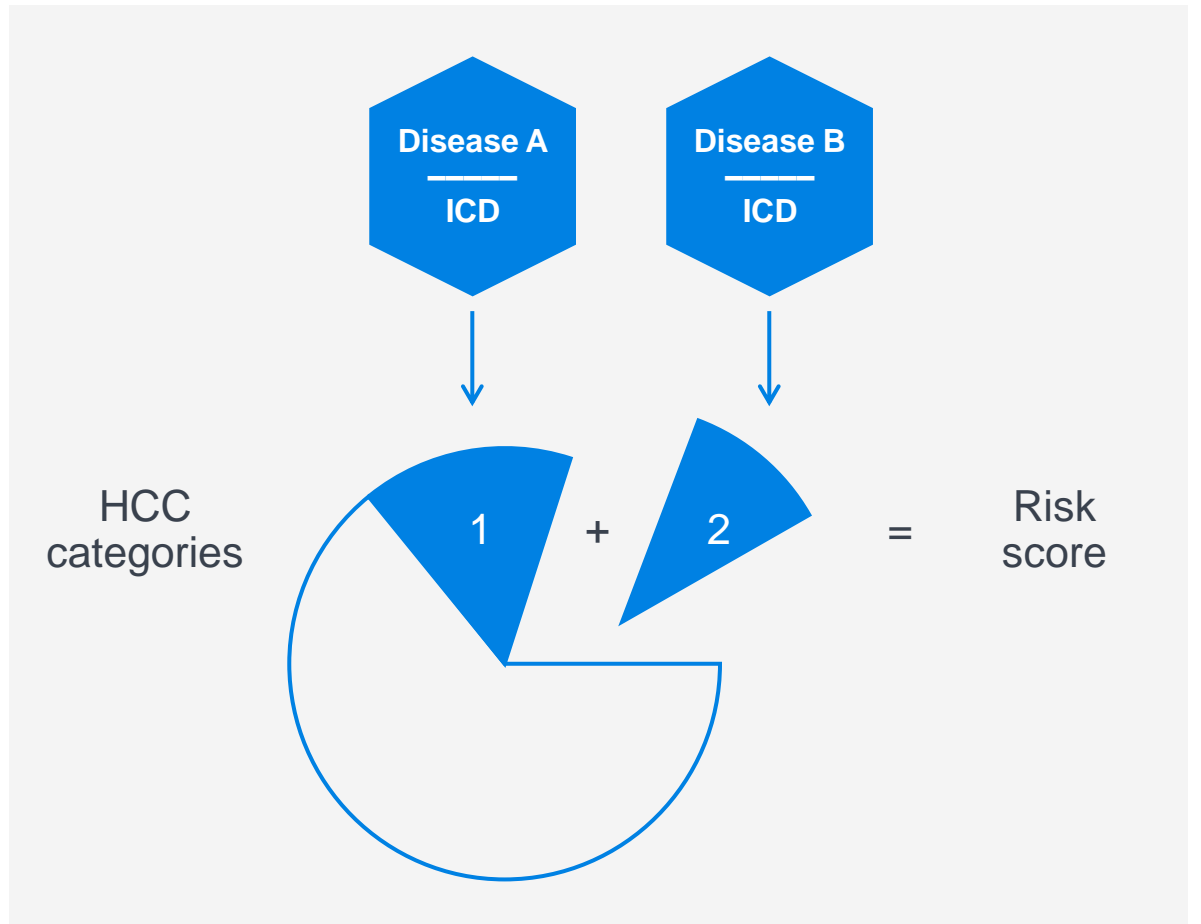 Disease A
ICD
Disease B
ICD
HCC
categories
1
+
2
=
Risk
score